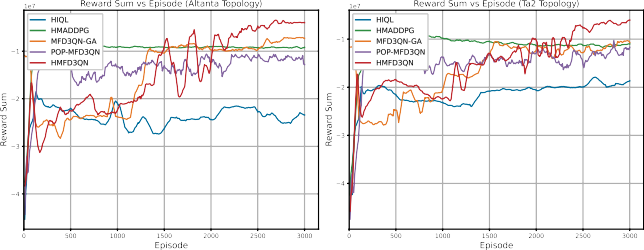 Reward Sum vs Episode (Altanta Topology)
1e7
HIQL
HMADDPG
MFD3QN-GA
POP-MFD3QN
HMFD3QN
−1
−2
−3
−4
Reward Sum
0 500 1000 1500 2000 2500 3000
Episode
Reward Sum vs Episode (Ta2 Topology)
1e7
HIQL
HMADDPG
MFD3QN-GA
POP-MFD3QN
HMFD3QN
−1
−2
−3
−4
Reward Sum
0 500 1000 1500 2000 2500 3000
Episode